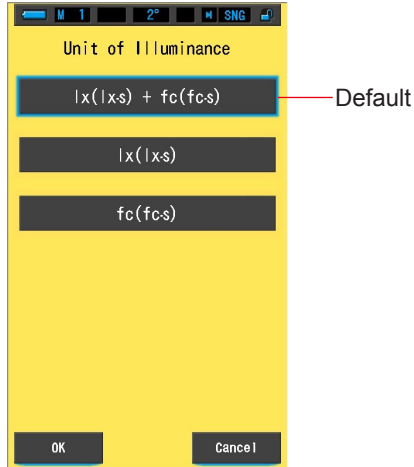 M 1 2° SNG
Unit of Illuminance
lx(lx-s) + fc(fc-s)
Default
lx(lx-s)
fc(fc-s)
OK Cancel